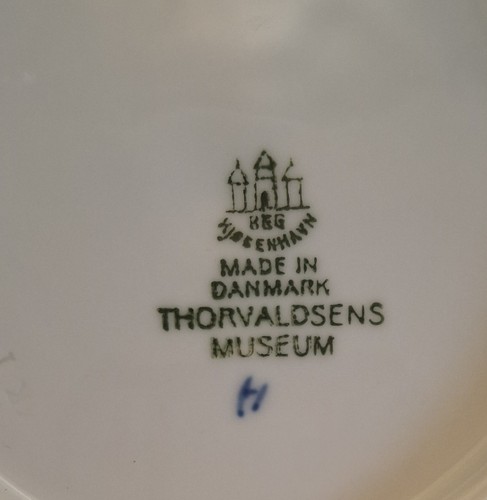 B&G
KJØBENHAVN
MADE IN
DANMARK
THORVALDSENS
MUSEUM
H